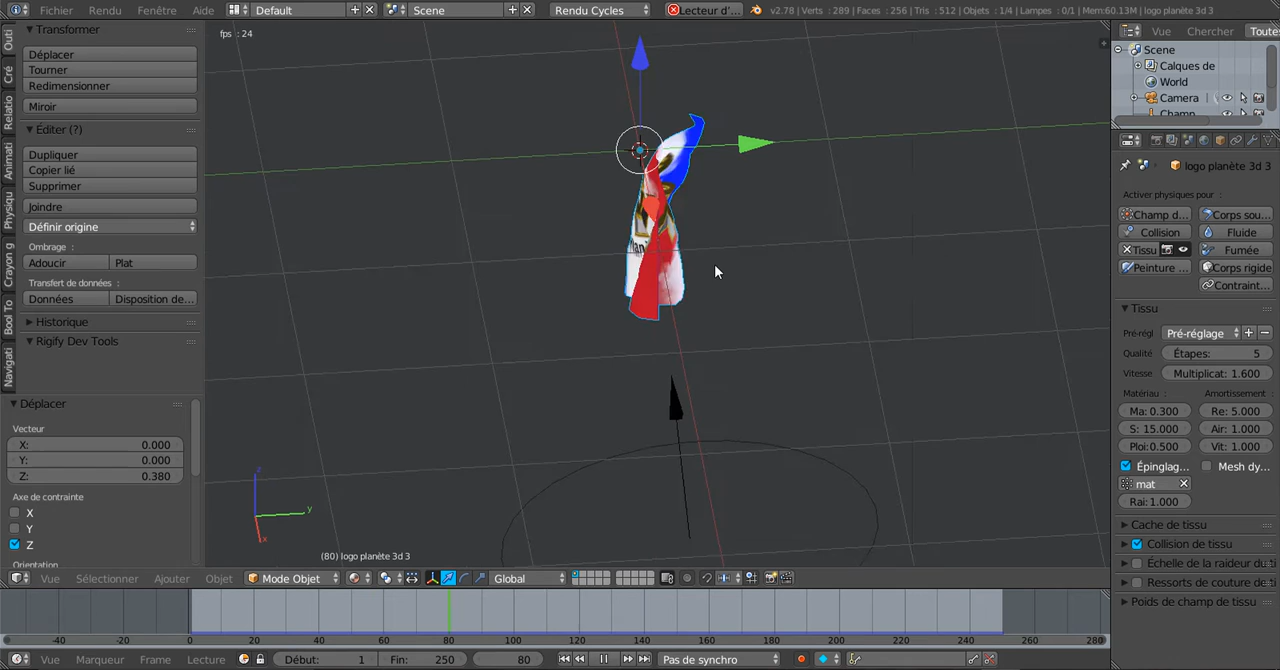 Fichier Rendu Fenêtre Aide Default Scene Rendu Cycles Lecteur d'... v2.78 | Verts : 289 | Faces : 256 | Tris : 512 | Objets : 1/4 | Lampes : 0/1 | Mem:60.13M | logo planète 3d 3
Outi
Cré
Relatio
Animati
Physiqu
Crayon g
Bool To
Navigati
Transformer
Déplacer
Tourner
Redimensionner
Miroir
Éditer (?)
Dupliquer
Copier lié
Supprimer
Joindre
Définir origine
Ombrage :
Adoucir Plat
Transfert de données :
Données Disposition de...
Historique
Rigify Dev Tools
Déplacer
Vecteur
X: 0.000
Y: 0.000
Z: 0.380
Axe de contrainte
X
Y
Z
Orientation
fps : 24
z
y
x
(80) logo planète 3d 3
Vue Sélectionner Ajouter Objet Mode Objet Global
-40 -20 0 20 40 60 80 100 120 140 160 180 200 220 240 260 280
Vue Marqueur Frame Lecture Début: 1 Fin: 250 80 Pas de synchro
Vue Chercher Toute
Scene
Calques de
World
Camera
Champ
logo planète 3d 3
Activer physiques pour :
Champ d... Corps sou...
Collision Fluide
Tissu Fumée
Peinture ... Corps rigide
Contraint...
Tissu
Pré-régl Pré-réglage
Qualité Étapes: 5
Vitesse Multiplicat: 1.600
Matériau : Amortissement :
Ma: 0.300 Re: 5.000
S: 15.000 Air: 1.000
Ploi:0.500 Vit: 1.000
Épinglag... Mesh dy...
mat
Rai:1.000
Cache de tissu
Collision de tissu
Échelle de la raideur du ti
Ressorts de couture de ti
Poids de champ de tissu